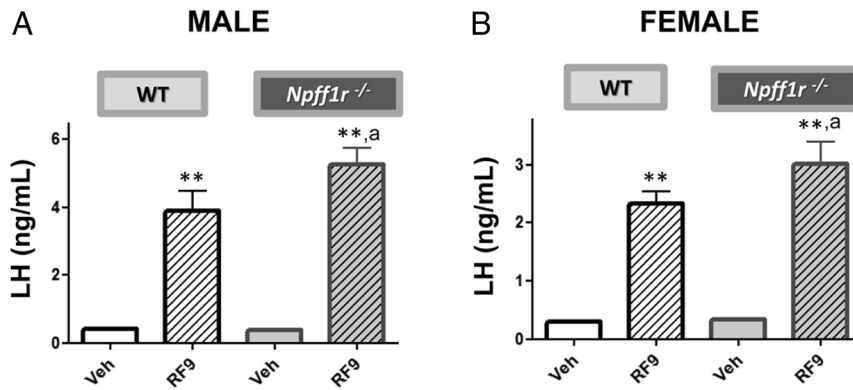 A
MALE
WT
Npff1r -/-
LH (ng/mL)
6
4
2
0
**
**,a
Veh
RF9
Veh
RF9
B
FEMALE
WT
Npff1r -/-
LH (ng/mL)
3
2
1
0
**
**,a
Veh
RF9
Veh
RF9